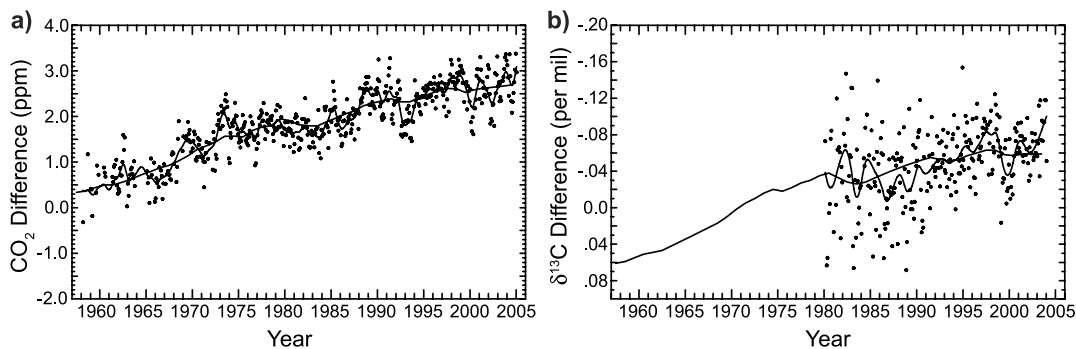 a)
CO2 Difference (ppm)
4.0
3.0
2.0
1.0
0.0
-1.0
-2.0
1960 1965 1970 1975 1980 1985 1990 1995 2000 2005
Year
b)
δ¹³C Difference (per mil)
-.20
-.16
-.12
-.08
-.04
0.0
.04
.08
1960 1965 1970 1975 1980 1985 1990 1995 2000 2005
Year